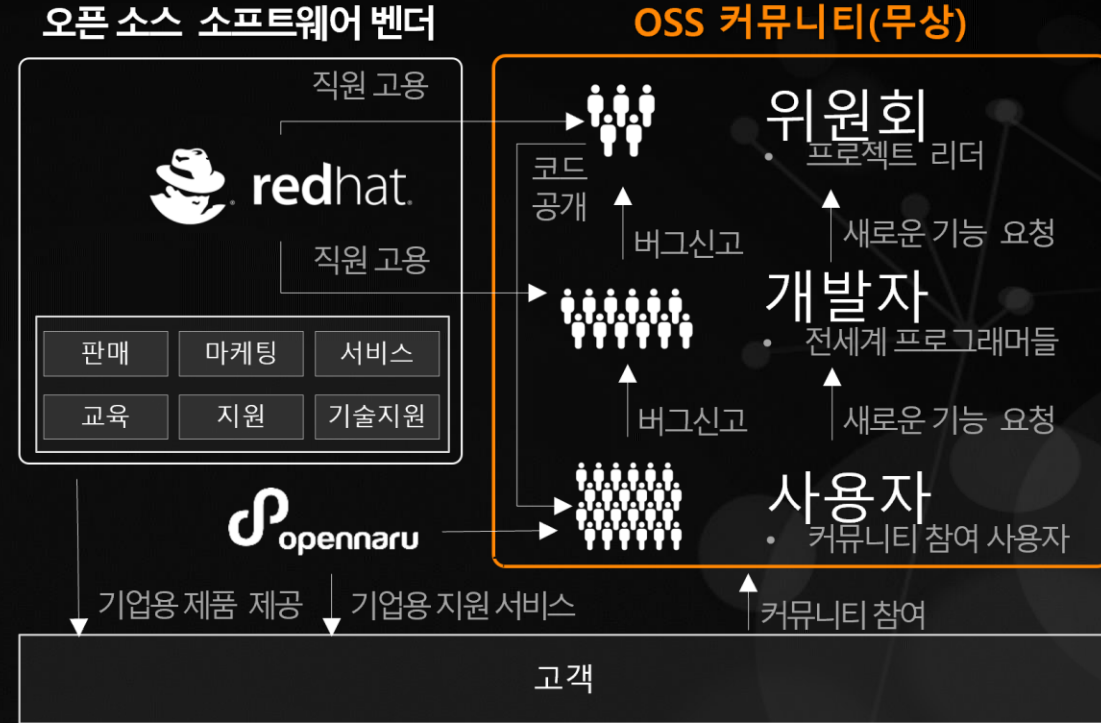 오픈 소스 소프트웨어 벤더
OSS 커뮤니티(무상)
직원 고용
redhat.
직원 고용
판매
마케팅
서비스
교육
지원
기술지원
코드
공개
위원회
• 프로젝트 리더
버그신고
새로운 기능 요청
개발자
• 전세계 프로그래머들
버그신고
새로운 기능 요청
사용자
• 커뮤니티 참여 사용자
opennaru
기업용 제품 제공
기업용 지원 서비스
커뮤니티 참여
고객